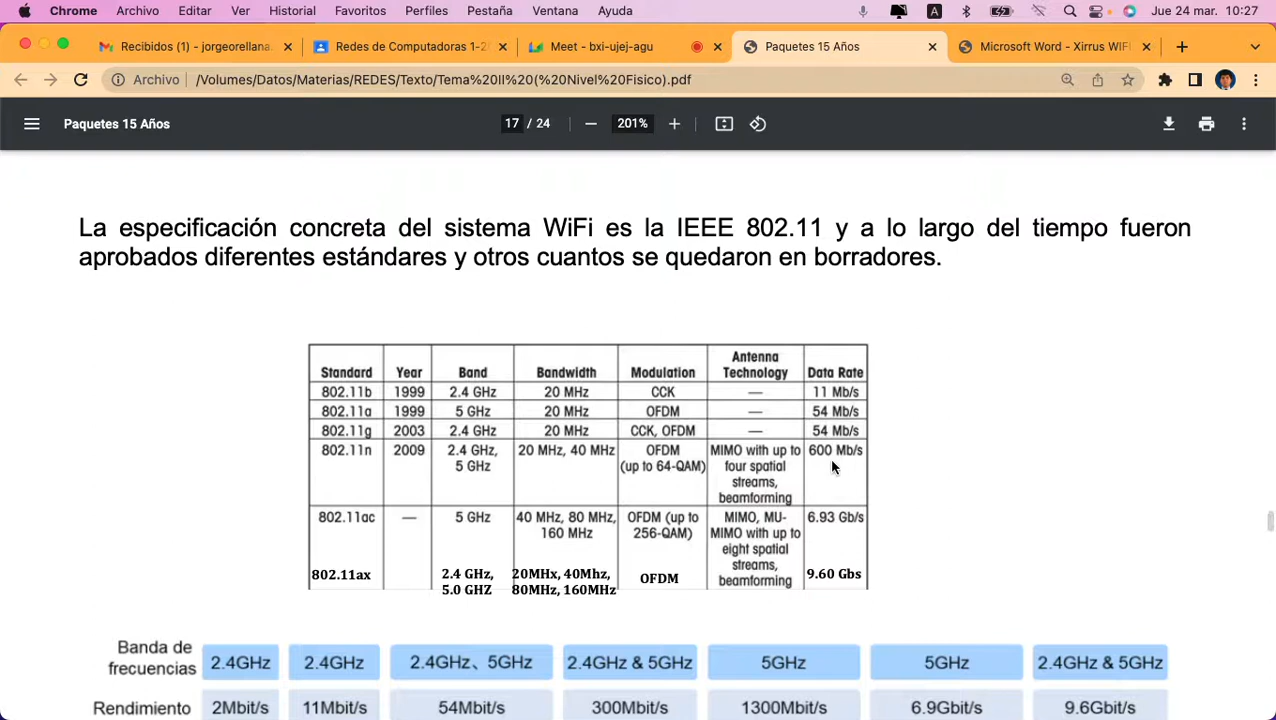 Chrome Archivo Editar Ver Historial Favoritos Perfiles Pestaña Ventana Ayuda A Jue 24 mar. 10:27
Recibidos (1) - jorgeorellana. Redes de Computadoras 1-2 Meet - bxi-ujej-agu Paquetes 15 Años Microsoft Word - Xirrus WIFI
Archivo /Volumes/Datos/Materias/REDES/Texto/Tema%20II%20(%20Nivel%20Fisico).pdf
Paquetes 15 Años 17 / 24 — 201% +
La especificación concreta del sistema WiFi es la IEEE 802.11 y a lo largo del tiempo fueron
aprobados diferentes estándares y otros cuantos se quedaron en borradores.
Standard Year Band Bandwidth Modulation Antenna Technology Data Rate
802.11b 1999 2.4 GHz 20 MHz CCK — 11 Mb/s
802.11a 1999 5 GHz 20 MHz OFDM — 54 Mb/s
802.11g 2003 2.4 GHz 20 MHz CCK, OFDM — 54 Mb/s
802.11n 2009 2.4 GHz, 20 MHz, 40 MHz OFDM MIMO with up to 600 Mb/s
5 GHz (up to 64-QAM) four spatial
streams,
beamforming
802.11ac — 5 GHz 40 MHz, 80 MHz, OFDM (up to MIMO, MU- 6.93 Gb/s
160 MHz 256-QAM) MIMO with up to
eight spatial
streams,
beamforming
802.11ax 2.4 GHz, 20MHx, 40Mhz, OFDM 9.60 Gbs
5.0 GHZ 80MHz, 160MHz
Banda de
frecuencias 2.4GHz 2.4GHz 2.4GHz、5GHz 2.4GHz & 5GHz 5GHz 5GHz 2.4GHz & 5GHz
Rendimiento 2Mbit/s 11Mbit/s 54Mbit/s 300Mbit/s 1300Mbit/s 6.9Gbit/s 9.6Gbit/s